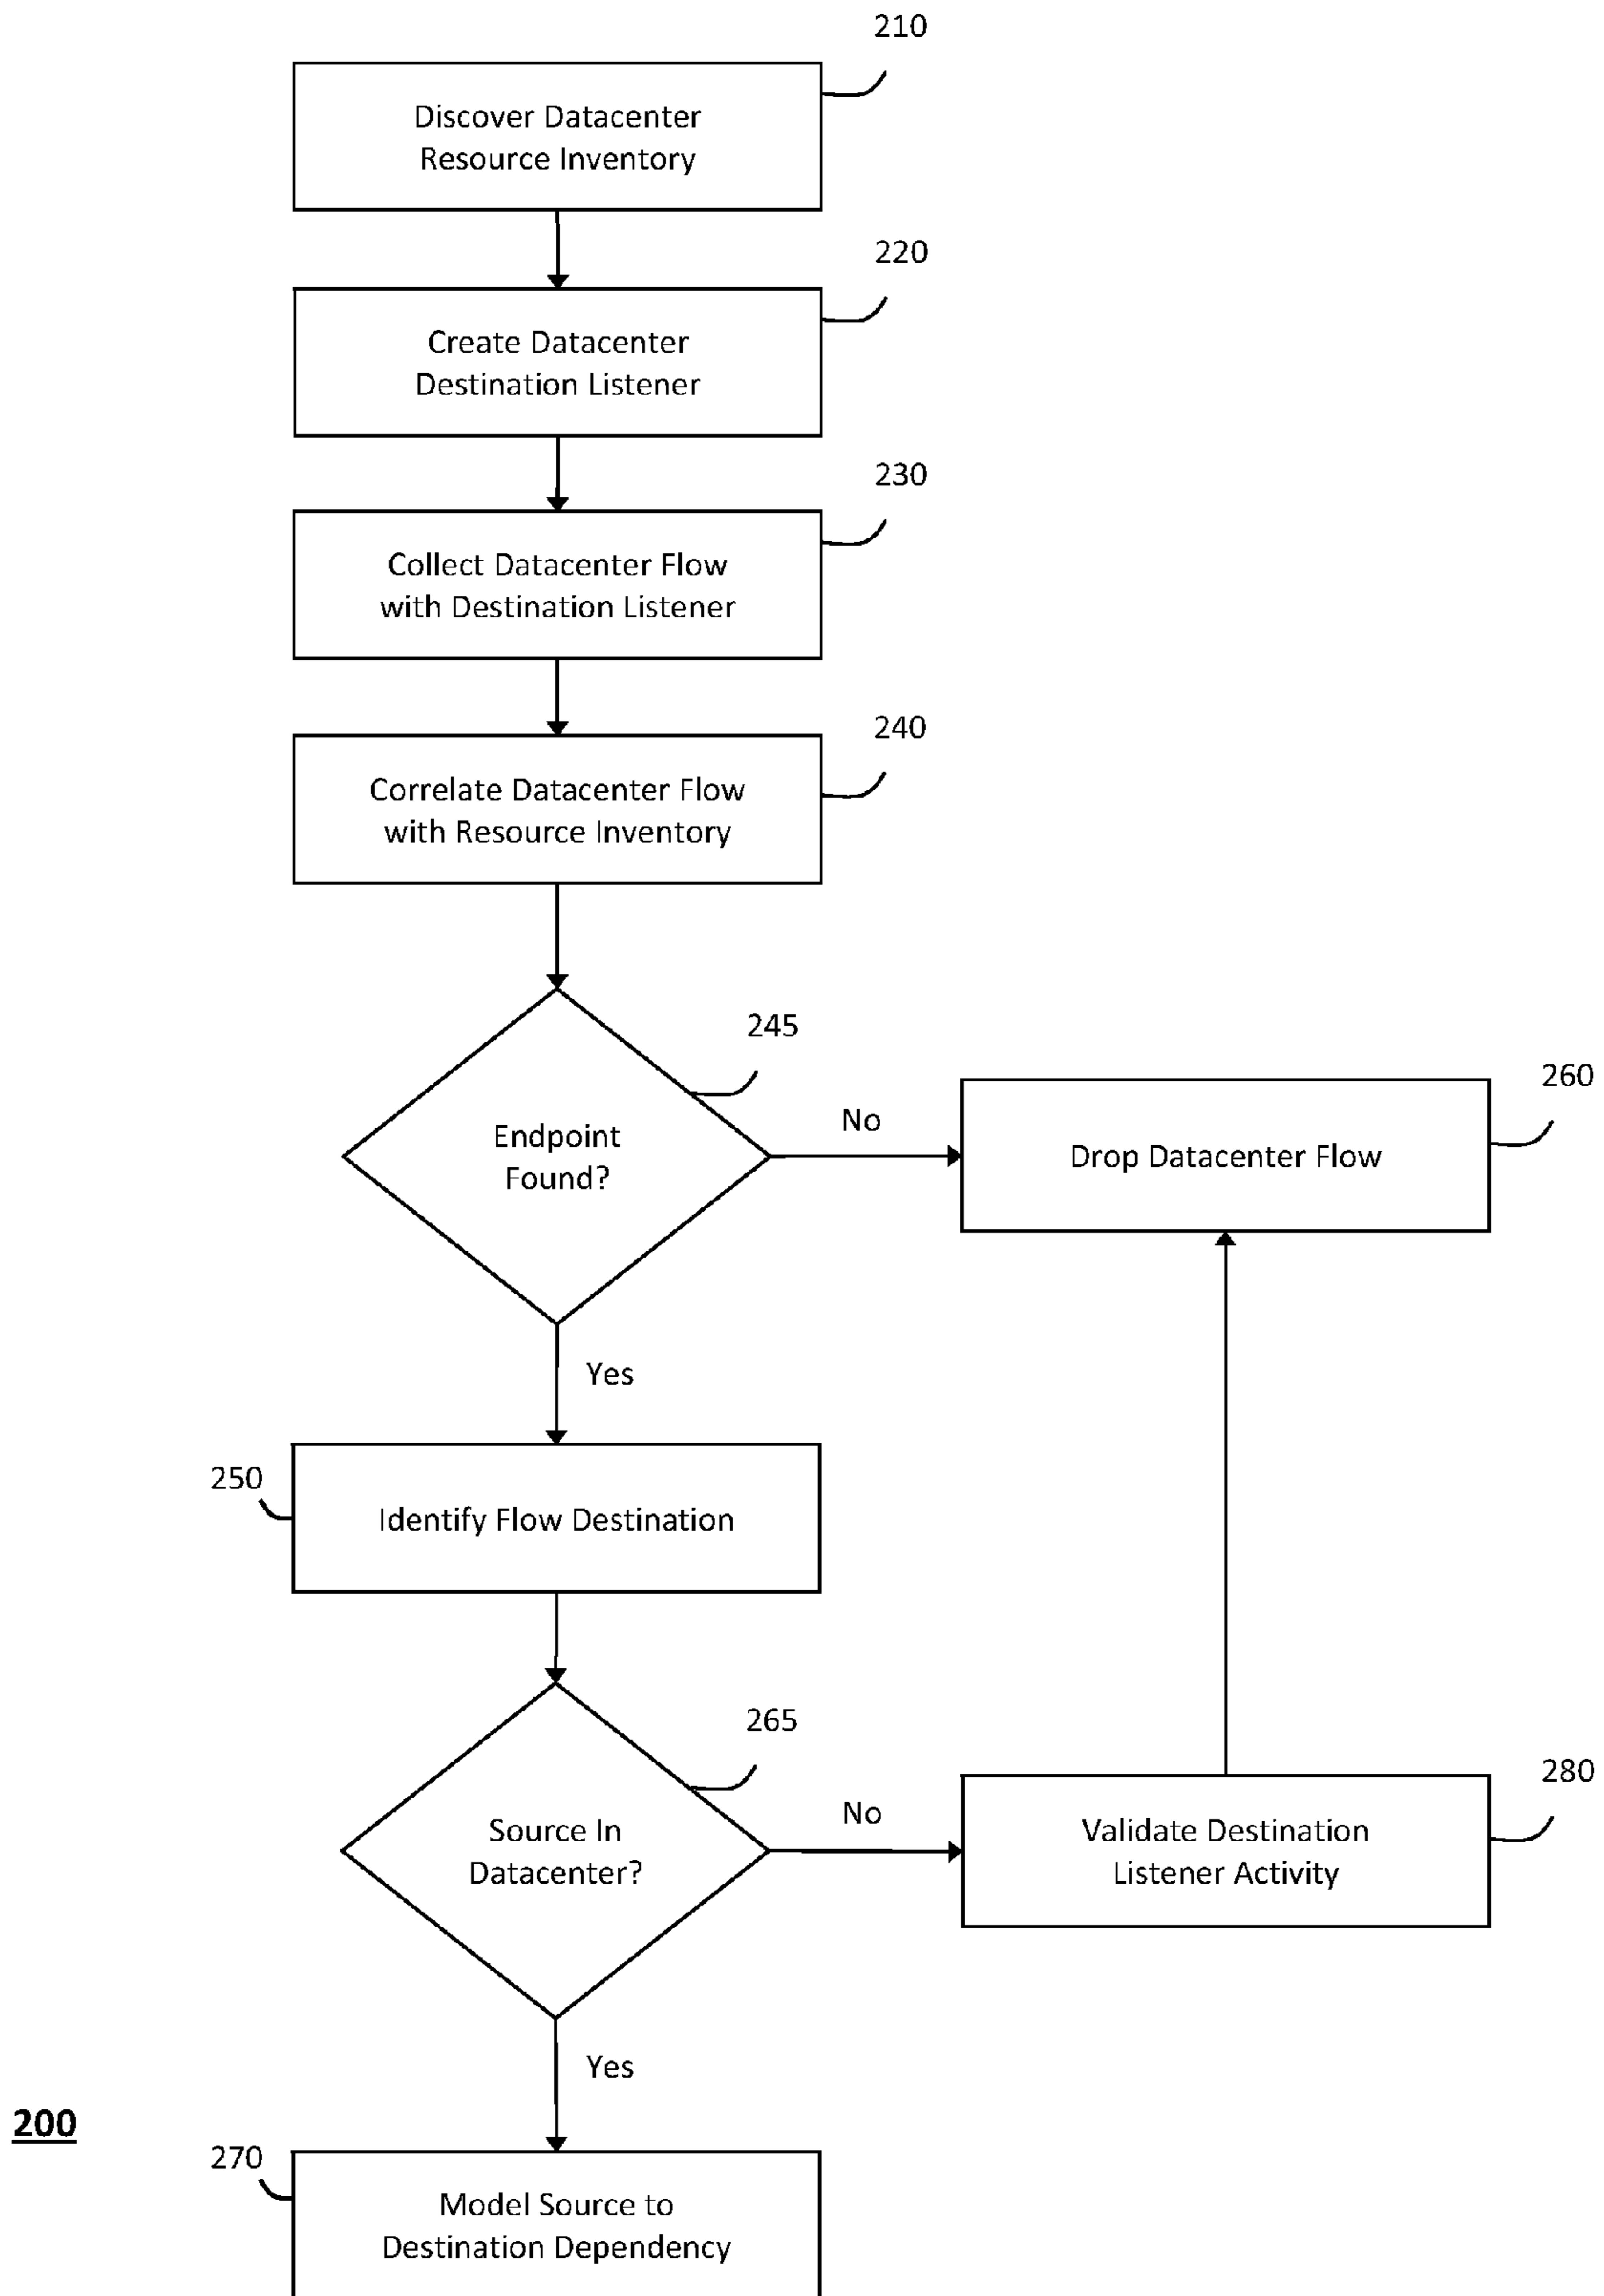 210
Discover Datacenter
Resource Inventory
220
Create Datacenter
Destination Listener
230
Collect Datacenter Flow
with Destination Listener
240
Correlate Datacenter Flow
with Resource Inventory
245
Endpoint
Found?
No
260
Drop Datacenter Flow
Yes
250
Identify Flow Destination
265
Source In
Datacenter?
No
280
Validate Destination
Listener Activity
Yes
200
270
Model Source to
Destination Dependency